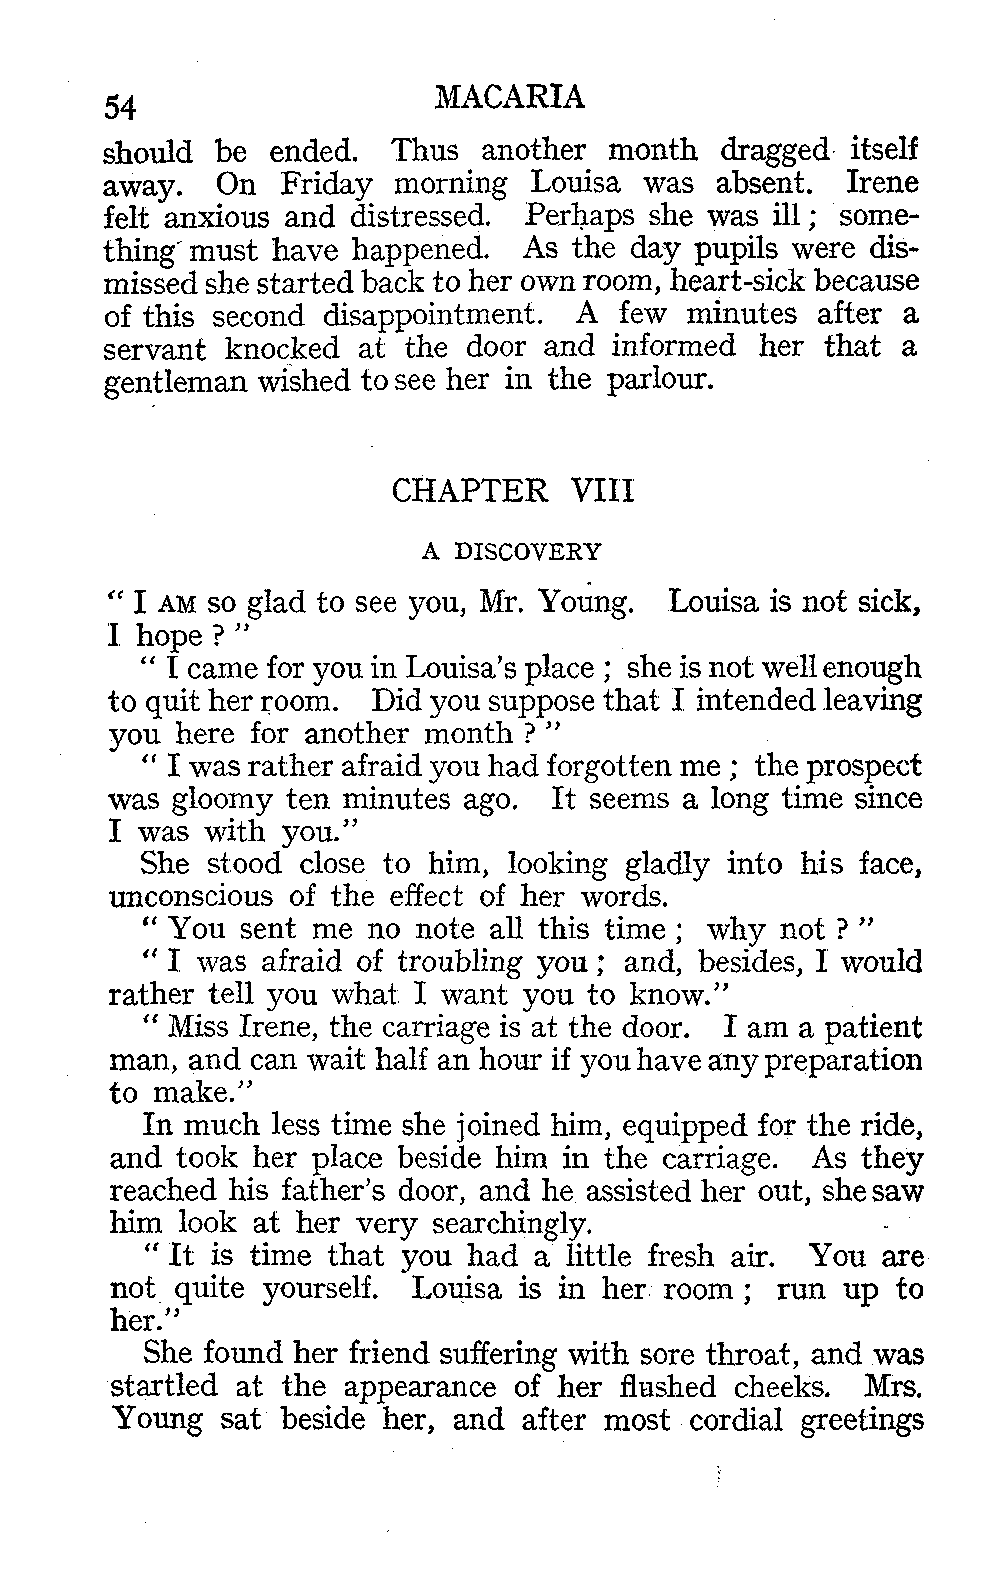 54 MACARIA
should be ended. Thus another month dragged itself
away. On Friday morning Louisa was absent. Irene
felt anxious and distressed. Perhaps she was ill ; some-
thing must have happened. As the day pupils were dis-
missed she started back to her own room, heart-sick because
of this second disappointment. A few minutes after a
servant knocked at the door and informed her that a
gentleman wished to see her in the parlour.
CHAPTER VIII
A DISCOVERY
“ I AM so glad to see you, Mr. Young. Louisa is not sick,
I hope ? ”
“ I came for you in Louisa’s place ; she is not well enough
to quit her room. Did you suppose that I intended leaving
you here for another month ? ”
“ I was rather afraid you had forgotten me ; the prospect
was gloomy ten minutes ago. It seems a long time since
I was with you.”
She stood close to him, looking gladly into his face,
unconscious of the effect of her words.
“ You sent me no note all this time ; why not ? ”
“ I was afraid of troubling you ; and, besides, I would
rather tell you what I want you to know.”
“ Miss Irene, the carriage is at the door. I am a patient
man, and can wait half an hour if you have any preparation
to make.”
In much less time she joined him, equipped for the ride,
and took her place beside him in the carriage. As they
reached his father’s door, and he assisted her out, she saw
him look at her very searchingly.
“ It is time that you had a little fresh air. You are
not quite yourself. Louisa is in her room ; run up to
her.”
She found her friend suffering with sore throat, and was
startled at the appearance of her flushed cheeks. Mrs.
Young sat beside her, and after most cordial greetings